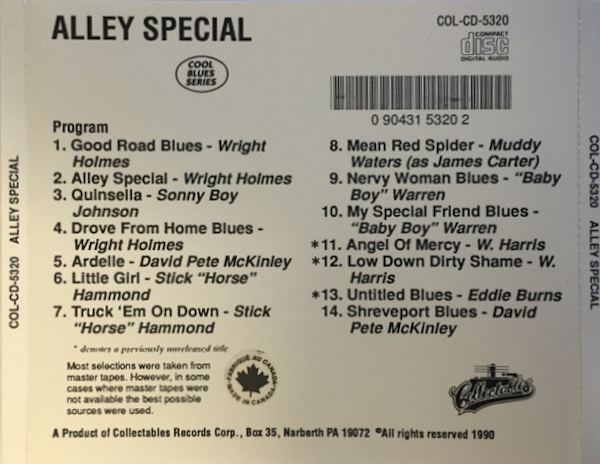 ALLEY SPECIAL
COL-CD-5320
COMPACT
disc
DIGITAL AUDIO
COOL
BLUES
SERIES
0 90431 5320 2
Program
1. Good Road Blues - Wright
Holmes
2. Alley Special - Wright Holmes
3. Quinsella - Sonny Boy
Johnson
4. Drove From Home Blues -
Wright Holmes
5. Ardelle - David Pete McKinley
6. Little Girl - Stick "Horse"
Hammond
7. Truck 'Em On Down - Stick
"Horse" Hammond
8. Mean Red Spider - Muddy
Waters (as James Carter)
9. Nervy Woman Blues - "Baby
Boy" Warren
10. My Special Friend Blues -
"Baby Boy" Warren
*11. Angel Of Mercy - W. Harris
*12. Low Down Dirty Shame - W.
Harris
*13. Untitled Blues - Eddie Burns
14. Shreveport Blues - David
Pete McKinley
* denotes a previously unreleased title
Most selections were taken from
master tapes. However, in some
cases where master tapes were
not available the best possible
sources were used.
FABRIQUÉ AU CANADA
MADE IN CANADA
Collectables
A Product of Collectables Records Corp., Box 35, Narberth PA 19072 ©All rights reserved 1990
COL-CD-5320 ALLEY SPECIAL
COL-CD-5320 ALLEY SPECIAL